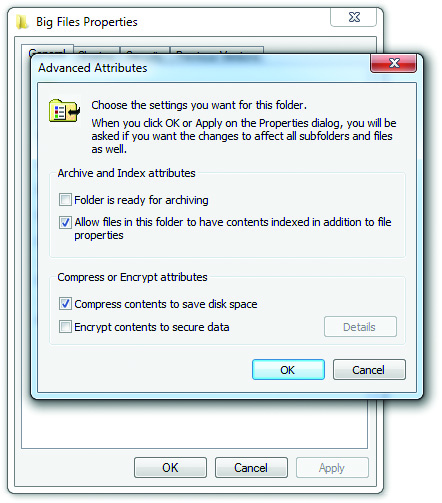 Big Files Properties
General
Advanced Attributes
Choose the settings you want for this folder.
When you click OK or Apply on the Properties dialog, you will be
asked if you want the changes to affect all subfolders and files
as well.
Archive and Index attributes
Folder is ready for archiving
Allow files in this folder to have contents indexed in addition to file
properties
Compress or Encrypt attributes
Compress contents to save disk space
Encrypt contents to secure data
Details
OK Cancel
OK Cancel Apply